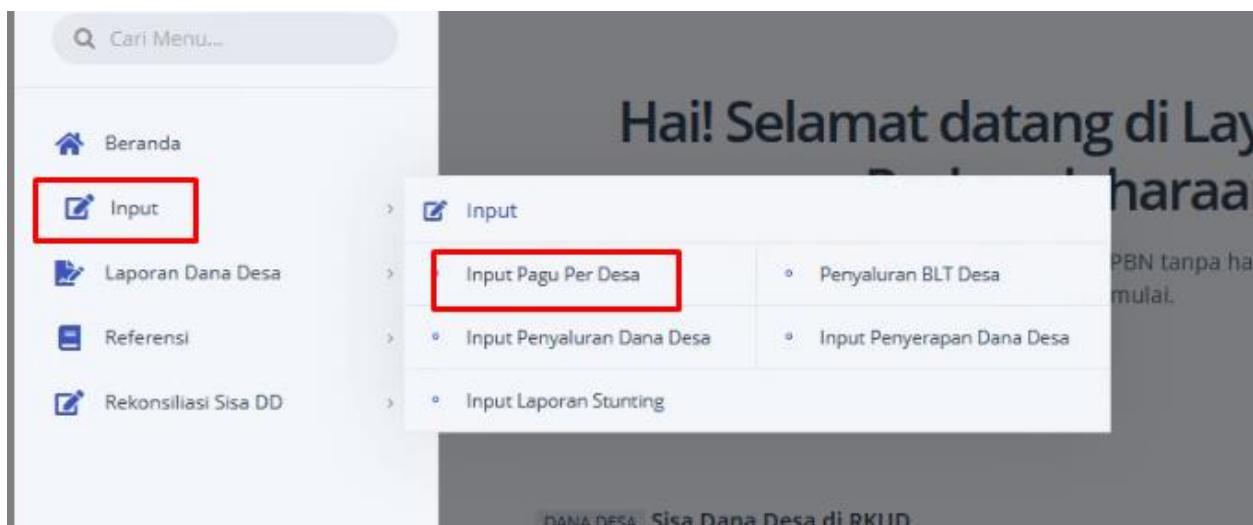 Cari Menu...
Hai! Selamat datang di Lay
haraa
Beranda
Input
Input
Laporan Dana Desa
Input Pagu Per Desa
Penyaluran BLT Desa
PBN tanpa ha
mulai.
Referensi
Input Penyaluran Dana Desa
Input Penyerapan Dana Desa
Rekonsiliasi Sisa DD
Input Laporan Stunting
DANA DESA Sisa Dana Desa di RKUD